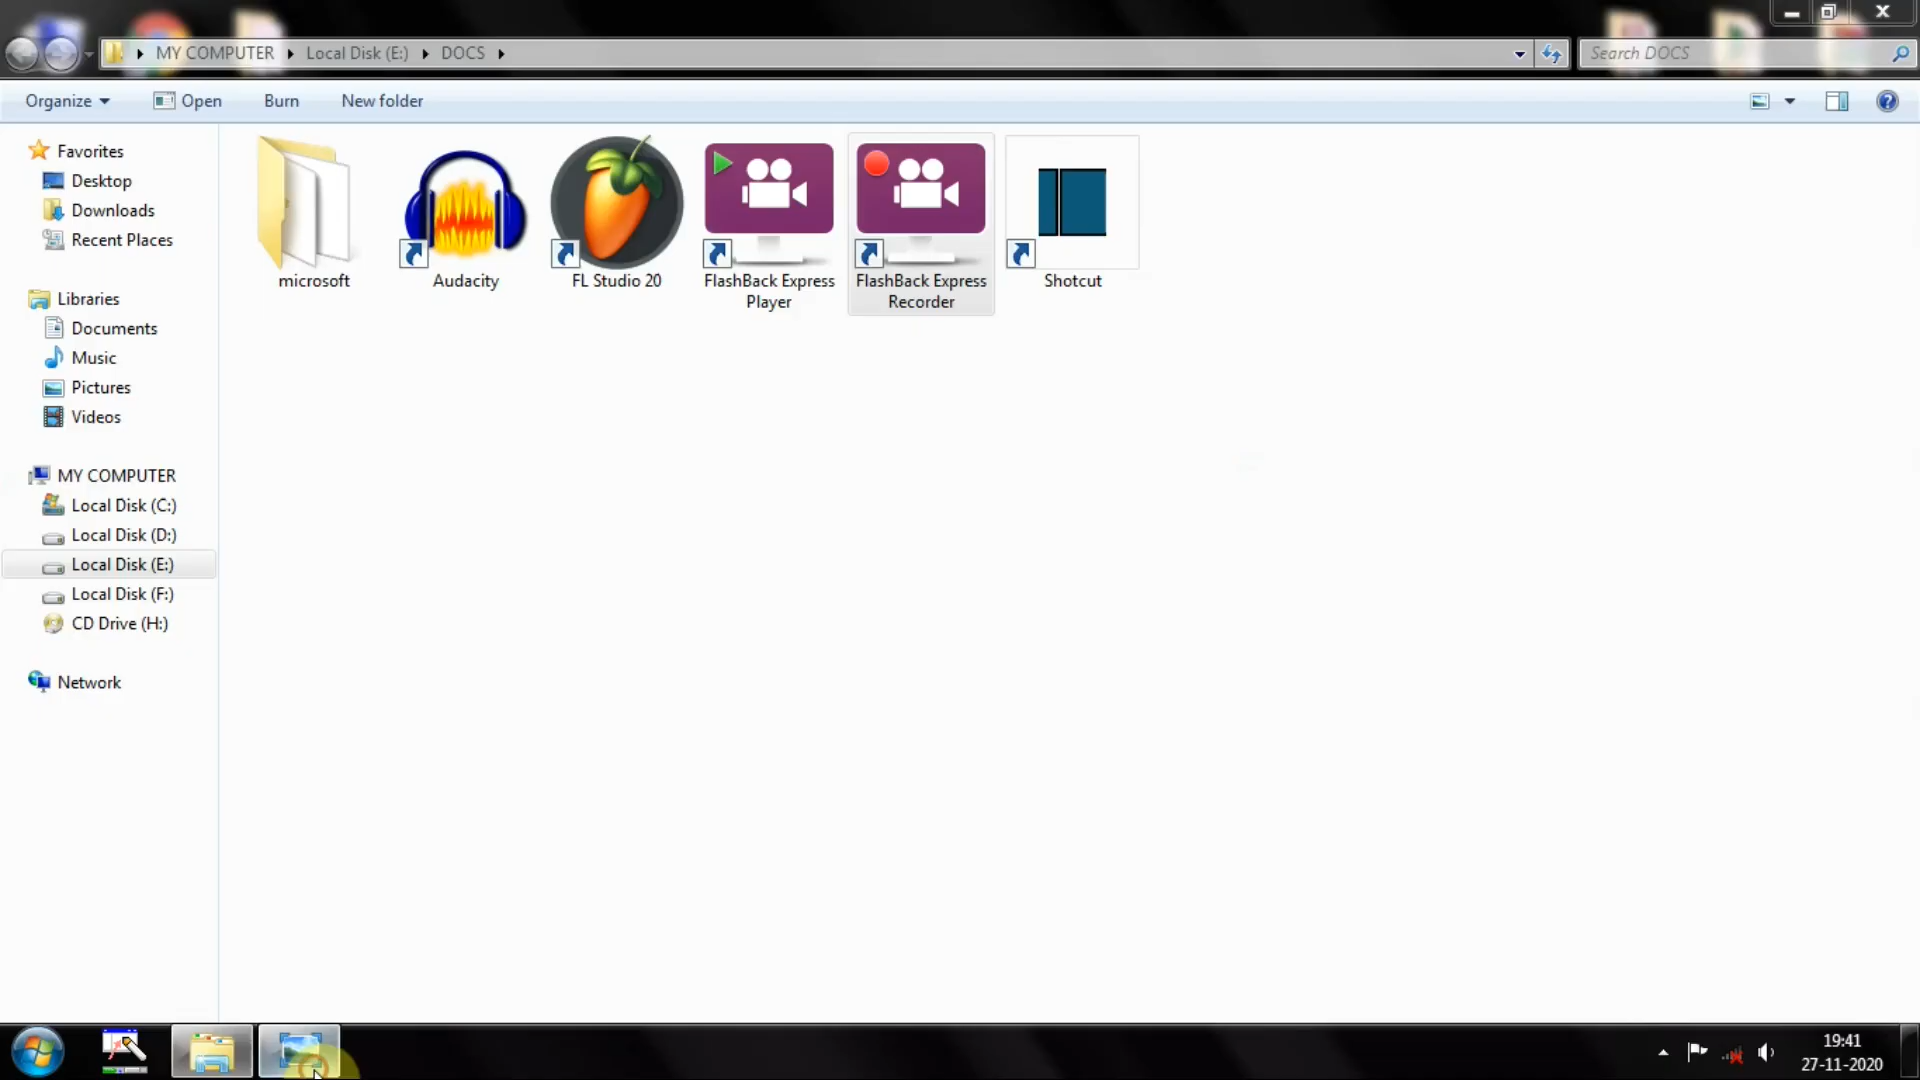 MY COMPUTER Local Disk (E:) DOCS
Search DOCS
Organize Open Burn New folder
Favorites
Desktop
Downloads
Recent Places
Libraries
Documents
Music
Pictures
Videos
MY COMPUTER
Local Disk (C:)
Local Disk (D:)
Local Disk (E:)
Local Disk (F:)
CD Drive (H:)
Network
microsoft
Audacity
FL Studio 20
FlashBack Express
Player
FlashBack Express
Recorder
Shotcut
19:41
27-11-2020